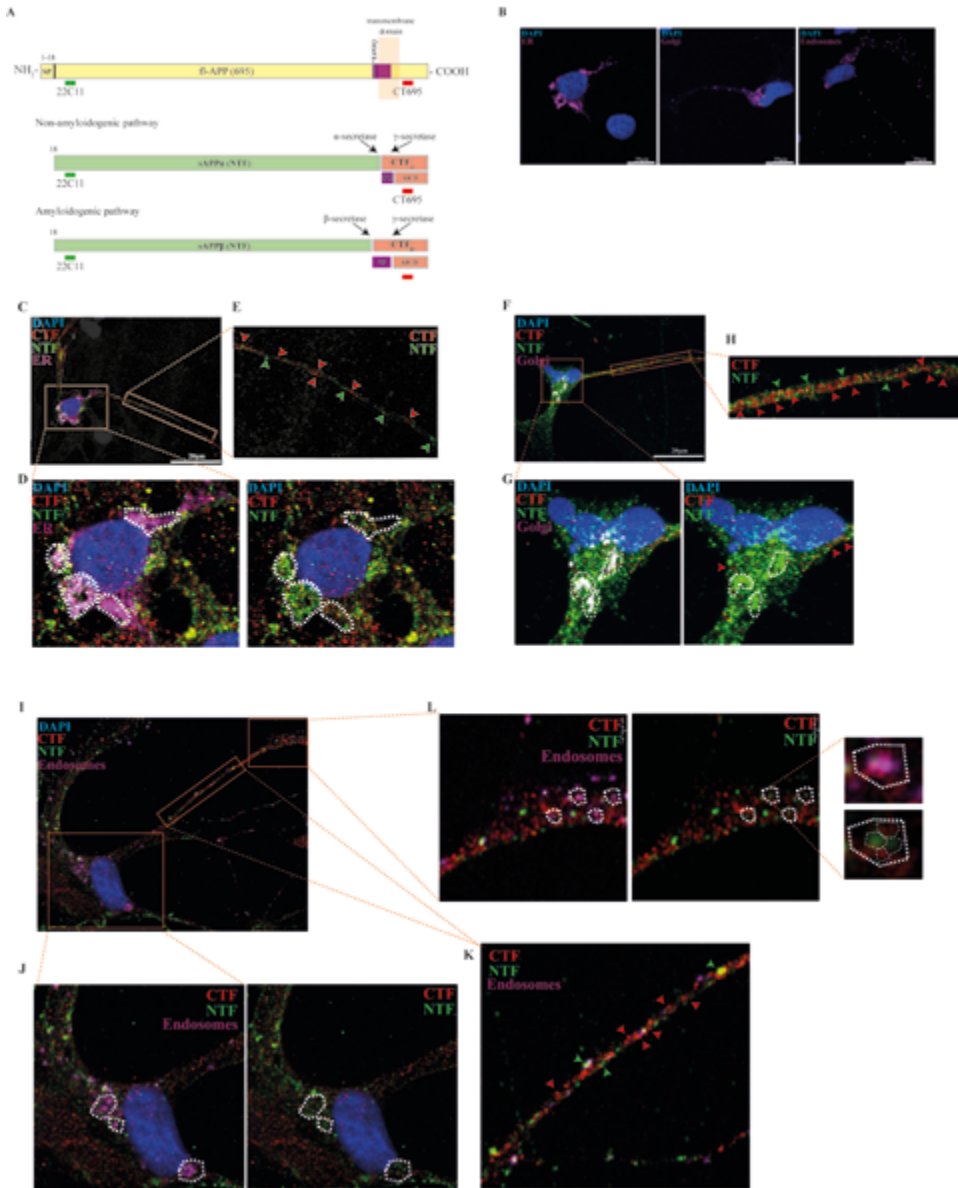 A
transmembrane
domain
1-18
NH2-
SP
fl-APP (695)
- COOH
22C11
CT695
Non-amyloidogenic pathway
α-secretase
γ-secretase
18
sAPPα (NTF)
CTFα
AICD
22C11
CT695
Amyloidogenic pathway
β-secretase
γ-secretase
18
sAPPβ (NTF)
CTFβ
AICD
22C11
B
DAPI
ER
DAPI
Golgi
DAPI
Endosomes
C
DAPI
CTF
NTF
ER
E
CTF
NTF
D
DAPI
CTF
NTF
ER
DAPI
CTF
NTF
F
DAPI
CTF
NTF
Golgi
H
CTF
NTF
G
DAPI
CTF
NTF
Golgi
DAPI
CTF
NTF
I
DAPI
CTF
NTF
Endosomes
L
CTF
NTF
Endosomes
CTF
NTF
J
CTF
NTF
Endosomes
CTF
NTF
K
CTF
NTF
Endosomes